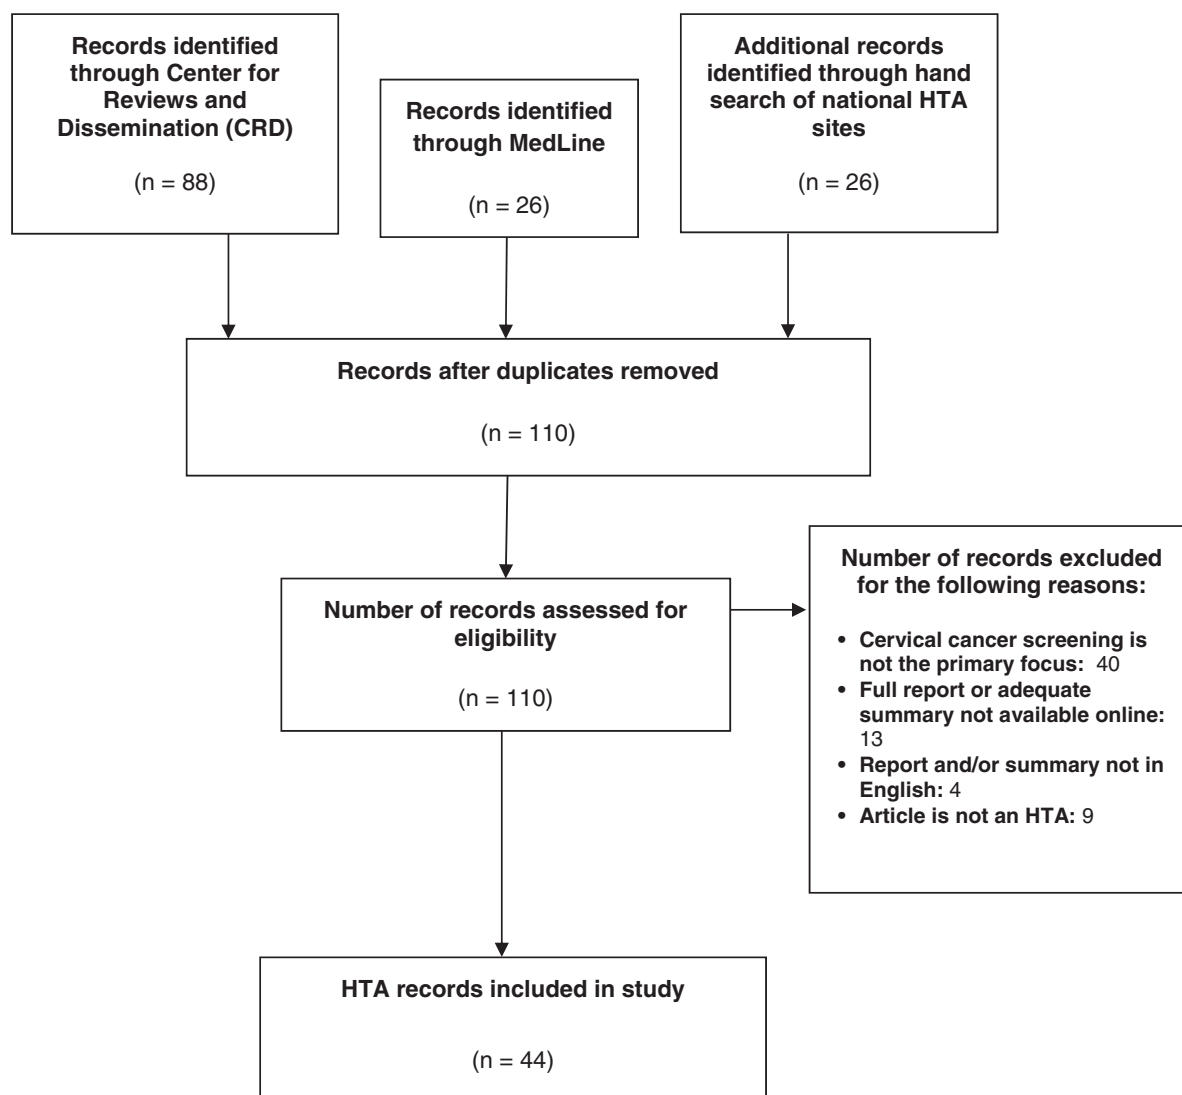 Records identified
through Center for
Reviews and
Dissemination (CRD)
(n = 88)
Records identified
through MedLine
(n = 26)
Additional records
identified through hand
search of national HTA
sites
(n = 26)
Records after duplicates removed
(n = 110)
Number of records assessed for
eligibility
(n = 110)
Number of records excluded
for the following reasons:
• Cervical cancer screening is
not the primary focus: 40
• Full report or adequate
summary not available online:
13
• Report and/or summary not in
English: 4
• Article is not an HTA: 9
HTA records included in study
(n = 44)